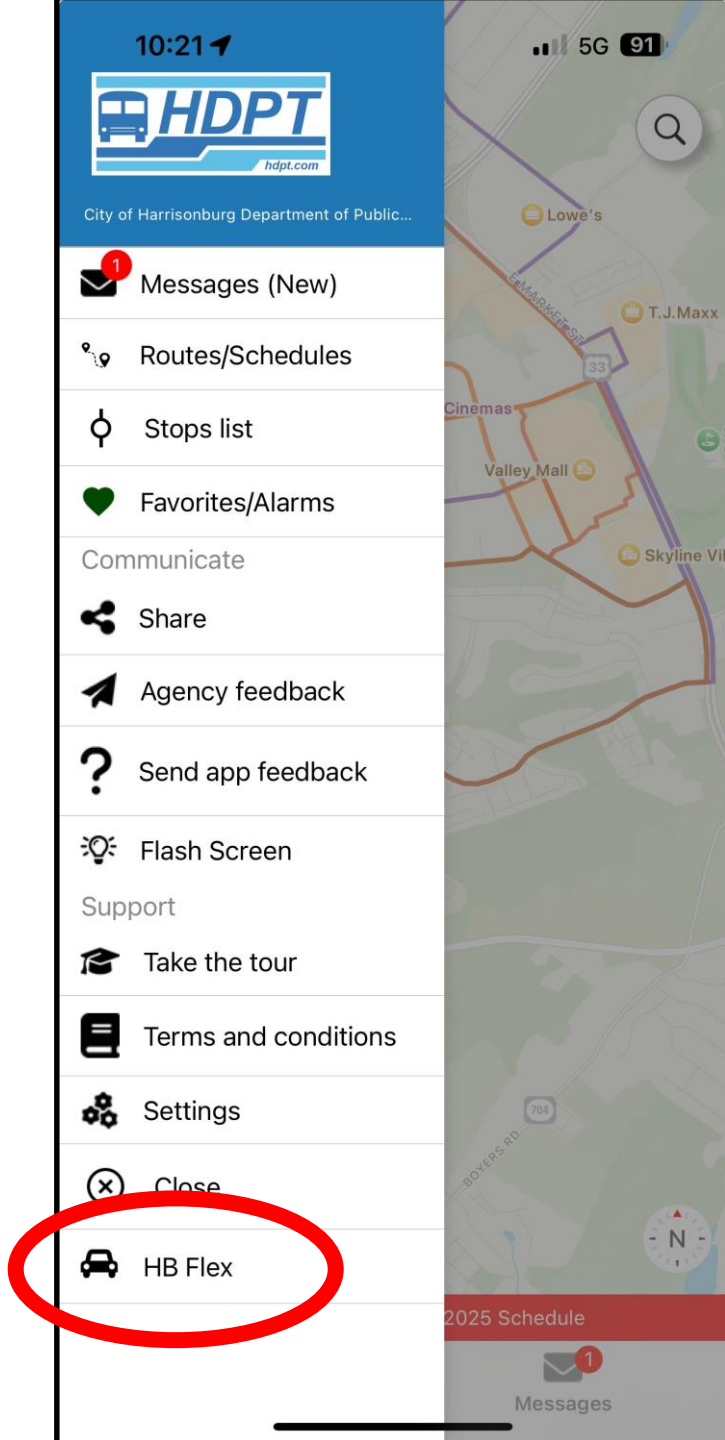 10:21
5G 91
HDPT
hdpt.com
City of Harrisonburg Department of Public...
1
Messages (New)
Routes/Schedules
Stops list
Favorites/Alarms
Communicate
Share
Agency feedback
Send app feedback
Flash Screen
Support
Take the tour
Terms and conditions
Settings
Close
HB Flex
Lowe's
E MARKET ST
T.J.Maxx
33
Cinemas
Valley Mall
Skyline Vil
704
BOYERS RD
N
2025 Schedule
1
Messages